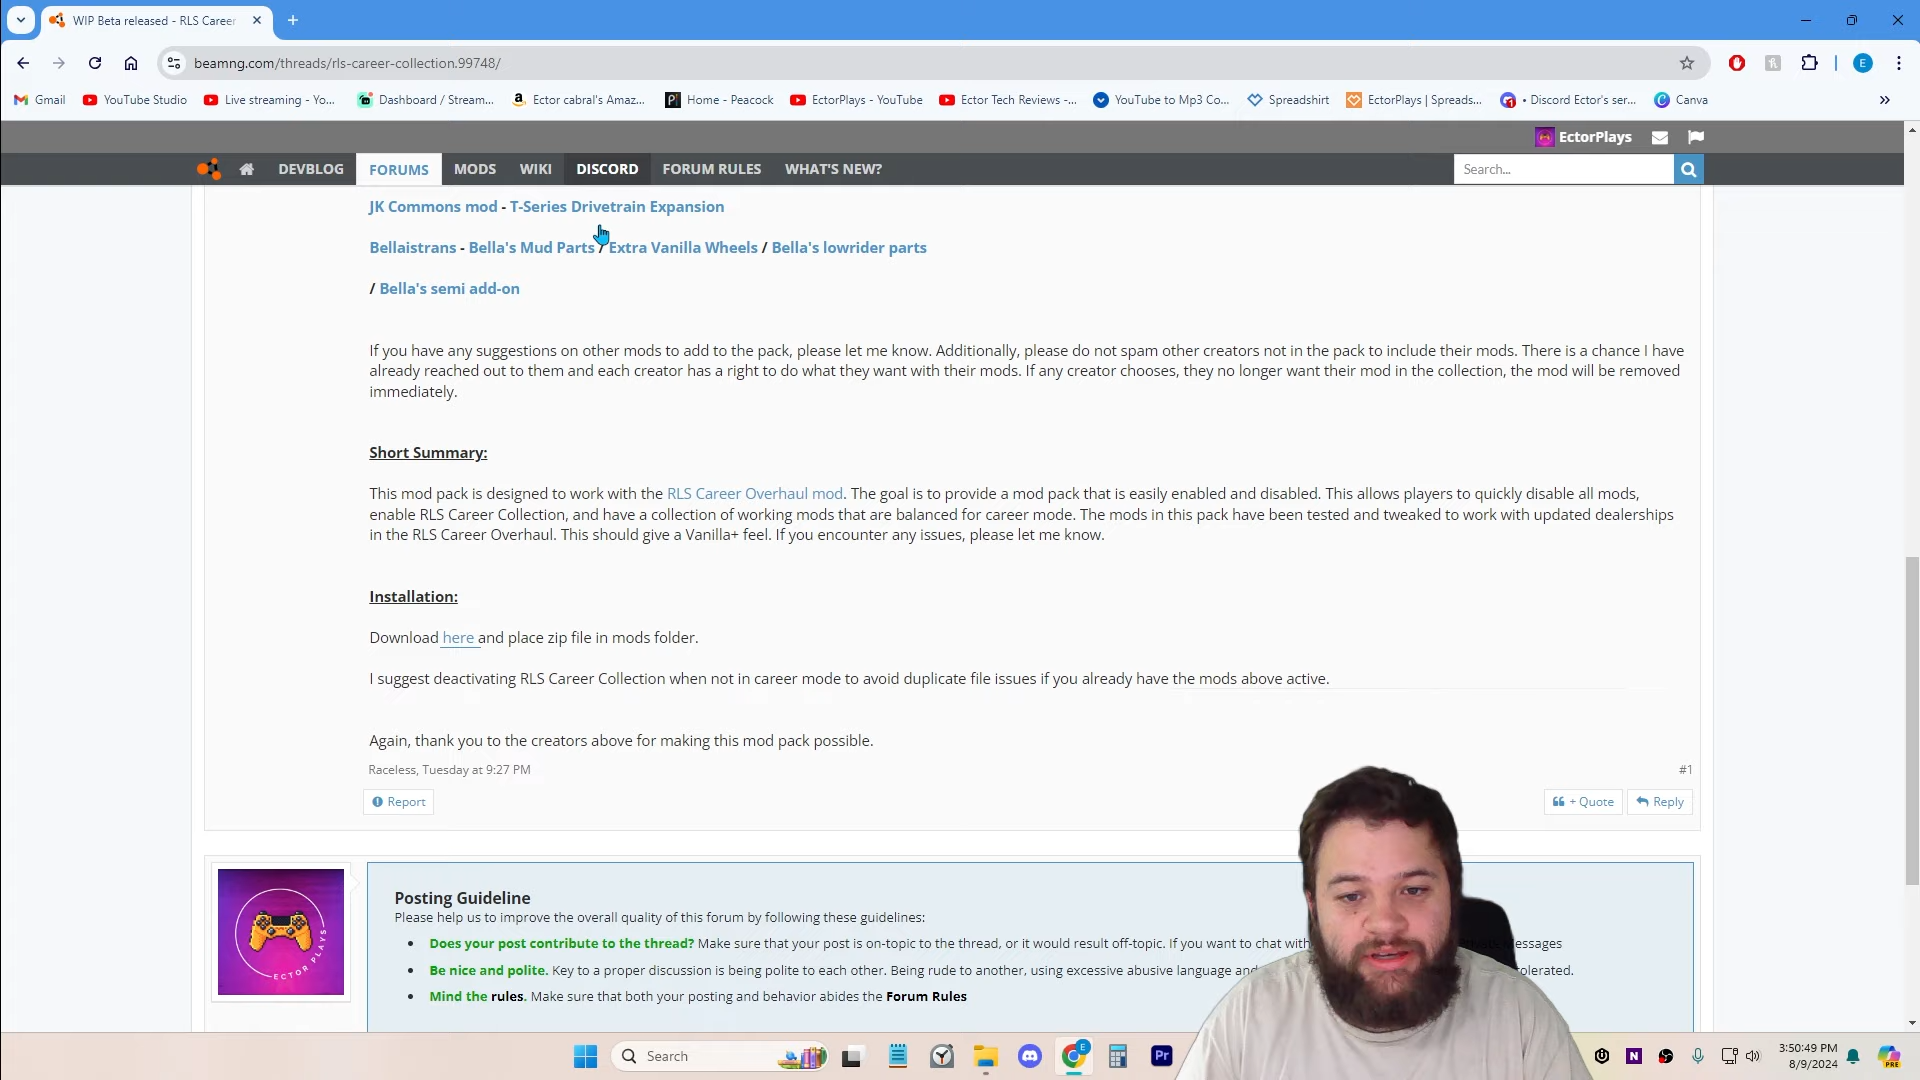 WIP Beta released - RLS Career
beamng.com/threads/rls-career-collection.99748/
E
Gmail
YouTube Studio
Live streaming - Yo...
Dashboard / Stream...
Ector cabral's Amaz...
Home - Peacock
EctorPlays - YouTube
Ector Tech Reviews -...
YouTube to Mp3 Co...
Spreadshirt
EctorPlays | Spreads...
• Discord Ector's ser...
Canva
EctorPlays
DEVBLOG
FORUMS
MODS
WIKI
DISCORD
FORUM RULES
WHAT'S NEW?
Search...
JK Commons mod - T-Series Drivetrain Expansion
Bellaistrans - Bella's Mud Parts / Extra Vanilla Wheels / Bella's lowrider parts
/ Bella's semi add-on
If you have any suggestions on other mods to add to the pack, please let me know. Additionally, please do not spam other creators not in the pack to include their mods. There is a chance I have
already reached out to them and each creator has a right to do what they want with their mods. If any creator chooses, they no longer want their mod in the collection, the mod will be removed
immediately.
Short Summary:
This mod pack is designed to work with the RLS Career Overhaul mod. The goal is to provide a mod pack that is easily enabled and disabled. This allows players to quickly disable all mods,
enable RLS Career Collection, and have a collection of working mods that are balanced for career mode. The mods in this pack have been tested and tweaked to work with updated dealerships
in the RLS Career Overhaul. This should give a Vanilla+ feel. If you encounter any issues, please let me know.
Installation:
Download here and place zip file in mods folder.
I suggest deactivating RLS Career Collection when not in career mode to avoid duplicate file issues if you already have the mods above active.
Again, thank you to the creators above for making this mod pack possible.
Raceless, Tuesday at 9:27 PM
#1
Report
+ Quote
Reply
ECTOR PLAYS
Posting Guideline
Please help us to improve the overall quality of this forum by following these guidelines:
• Does your post contribute to the thread? Make sure that your post is on-topic to the thread, or it would result off-topic. If you want to chat with messages
• Be nice and polite. Key to a proper discussion is being polite to each other. Being rude to another, using excessive abusive language and olerated.
• Mind the rules. Make sure that both your posting and behavior abides the Forum Rules
Search
E
Pr
N
3:50:49 PM
8/9/2024
PRE